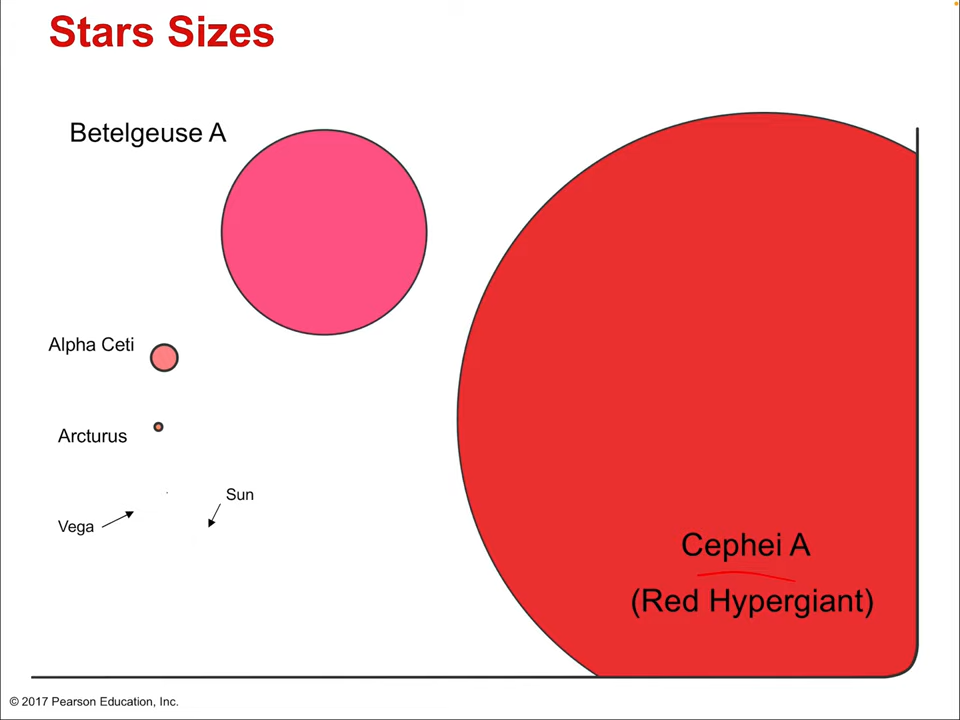 Stars Sizes
Betelgeuse A
Alpha Ceti
Arcturus
Sun
Vega
Cephei A
(Red Hypergiant)
© 2017 Pearson Education, Inc.